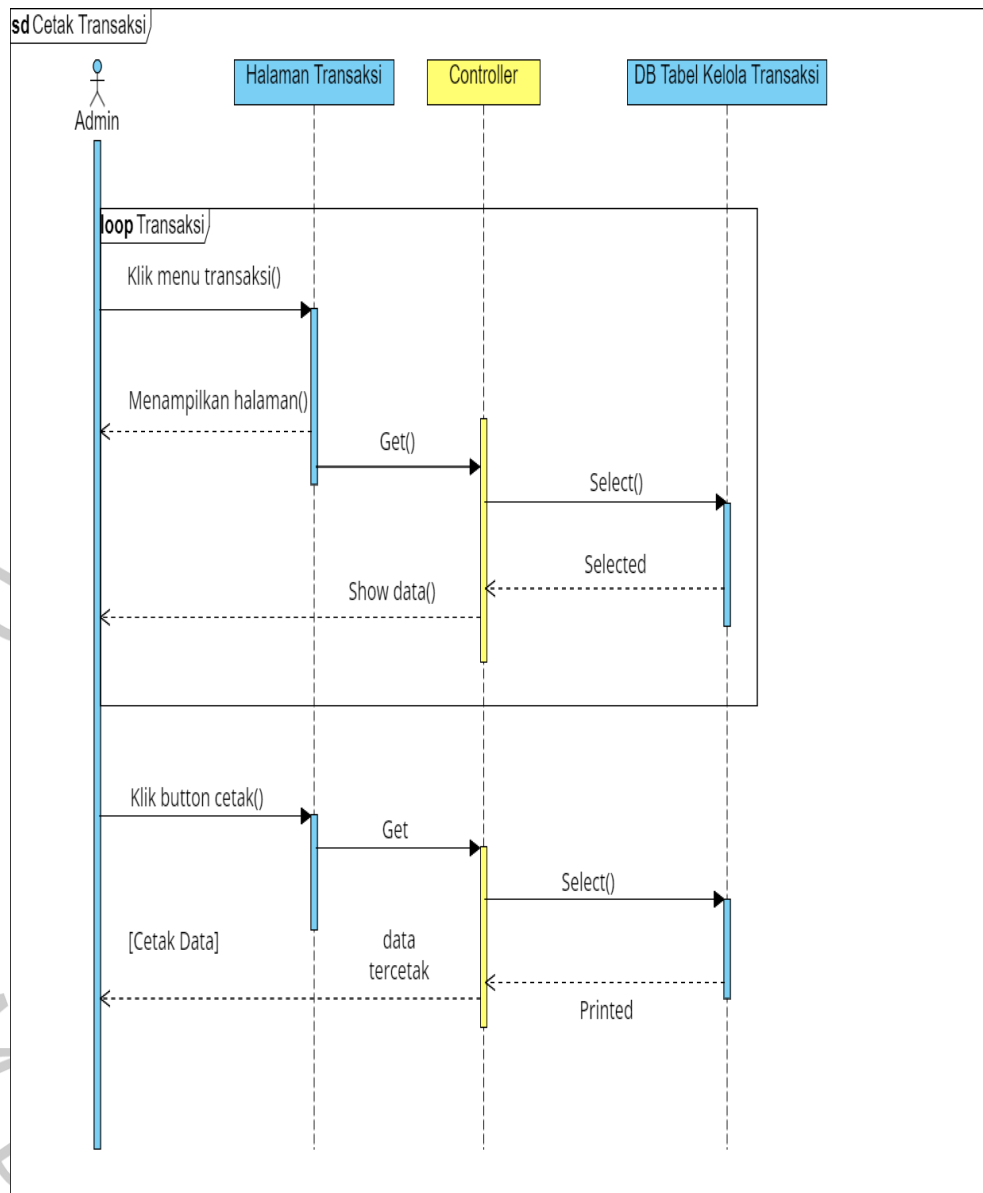 sd Cetak Transaksi
Halaman Transaksi
Controller
DB Tabel Kelola Transaksi
Admin
loop Transaksi
Klik menu transaksi()
Menampilkan halaman()
Get()
Select()
Selected
Show data()
Klik button cetak()
Get
Select()
[Cetak Data]
data
tercetak
Printed